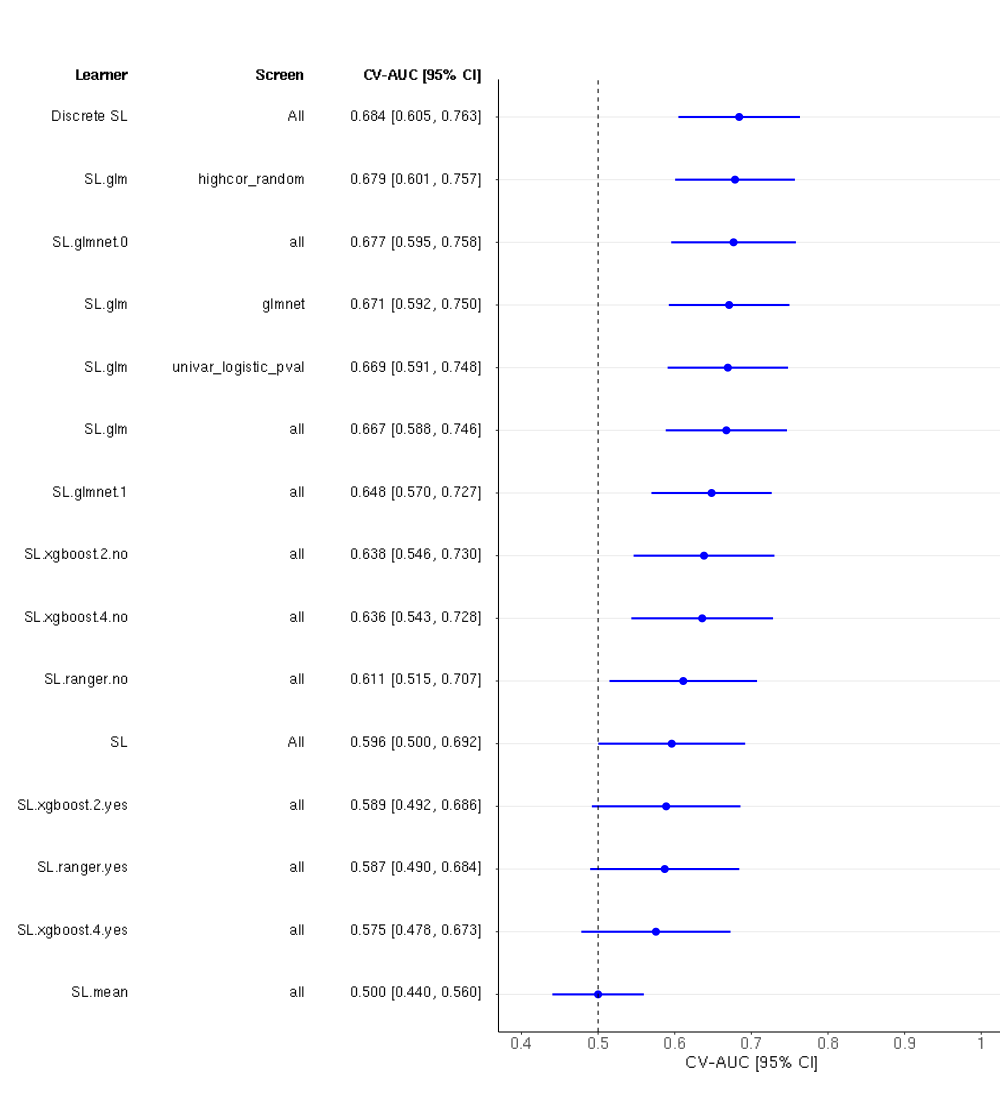 Learner Screen CV-AUC [95% CI]
Discrete SL All 0.684 [0.605, 0.763]
SL.glm highcor_random 0.679 [0.601, 0.757]
SL.glmnet.0 all 0.677 [0.595, 0.758]
SL.glm glmnet 0.671 [0.592, 0.750]
SL.glm univar_logistic_pval 0.669 [0.591, 0.748]
SL.glm all 0.667 [0.588, 0.746]
SL.glmnet.1 all 0.648 [0.570, 0.727]
SL.xgboost.2.no all 0.638 [0.546, 0.730]
SL.xgboost.4.no all 0.636 [0.543, 0.728]
SL.ranger.no all 0.611 [0.515, 0.707]
SL All 0.596 [0.500, 0.692]
SL.xgboost.2.yes all 0.589 [0.492, 0.686]
SL.ranger.yes all 0.587 [0.490, 0.684]
SL.xgboost.4.yes all 0.575 [0.478, 0.673]
SL.mean all 0.500 [0.440, 0.560]
0.4 0.5 0.6 0.7 0.8 0.9 1
CV-AUC [95% CI]